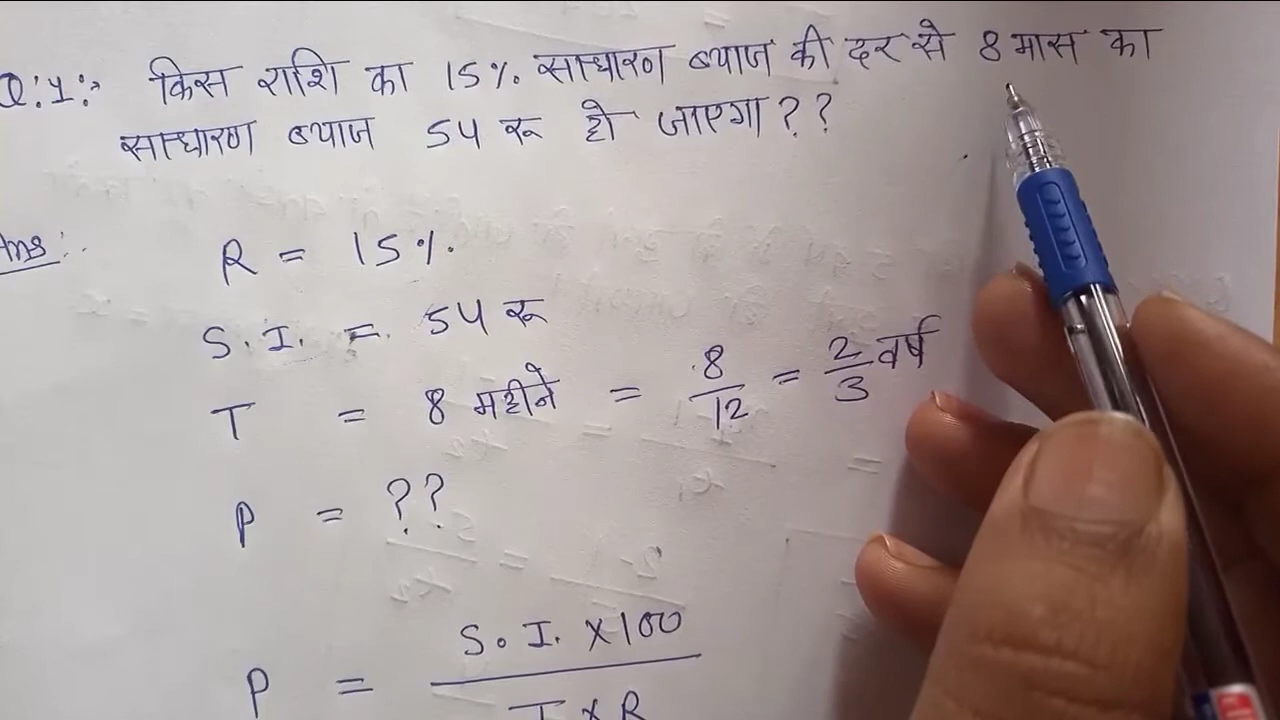 Q.1:- किस राशि का 15% साधारण ब्याज की दर से 8 मास का
साधारण ब्याज 54 रू हो जाएगा ??
Ans:
R = 15%
S.I. = 54 रू
T = 8 महीने = 8/12 = 2/3 वर्ष
P = ??
P = S.I. × 100 / T × R